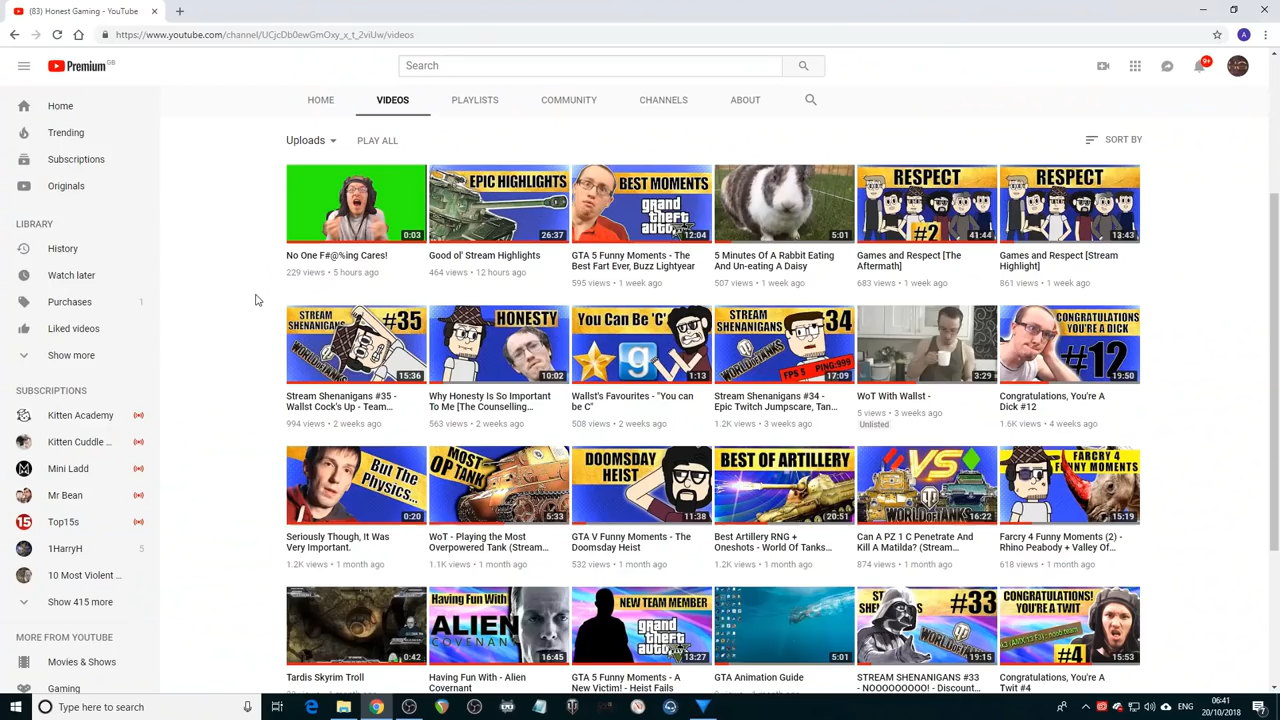 (83) Honest Gaming - YouTube
https://www.youtube.com/channel/UCjcDb0ewGmOxy_x_t_2viUw/videos
Premium GB
Search
9+
Home
Trending
Subscriptions
Originals
LIBRARY
History
Watch later
Purchases 1
Liked videos
Show more
SUBSCRIPTIONS
Kitten Academy
Kitten Cuddle ...
Mini Ladd
Mr Bean
Top15s
1HarryH 5
10 Most Violent ...
Show 415 more
MORE FROM YOUTUBE
Movies & Shows
Gaming
HOME VIDEOS PLAYLISTS COMMUNITY CHANNELS ABOUT
Uploads PLAY ALL SORT BY
0:03
No One F#@%ing Cares!
229 views • 5 hours ago
EPIC HIGHLIGHTS
26:37
Good ol' Stream Highlights
464 views • 12 hours ago
BEST MOMENTS
grand
theft
auto
12:04
GTA 5 Funny Moments - The
Best Fart Ever, Buzz Lightyear
595 views • 1 week ago
5:01
5 Minutes Of A Rabbit Eating
And Un-eating A Daisy
507 views • 1 week ago
RESPECT
#2
41:44
Games and Respect [The
Aftermath]
683 views • 1 week ago
RESPECT
13:43
Games and Respect [Stream
Highlight]
861 views • 1 week ago
STREAM
SHENANIGANS
#35
15:36
Stream Shenanigans #35 -
Wallst Cock's Up - Team...
994 views • 2 weeks ago
HONESTY
10:02
Why Honesty Is So Important
To Me [The Counselling...
563 views • 2 weeks ago
You Can Be 'C'
1:13
Wallst's Favourites - "You can
be C"
508 views • 2 weeks ago
STREAM
SHENANIGANS
34
FPS 5 PING:999
17:09
Stream Shenanigans #34 -
Epic Twitch Jumpscare, Tan...
1.2K views • 3 weeks ago
3:29
WoT With Wallst -
5 views • 3 weeks ago
Unlisted
CONGRATULATIONS
YOU'RE A DICK
#12
19:50
Congratulations, You're A
Dick #12
1.6K views • 4 weeks ago
But The
Physics...
0:20
Seriously Though, It Was
Very Important.
1.2K views • 1 month ago
MOST
OP TANK
5:33
WoT - Playing the Most
Overpowered Tank (Stream...
1.1K views • 1 month ago
DOOMSDAY
HEIST
11:38
GTA V Funny Moments - The
Doomsday Heist
532 views • 1 month ago
BEST OF ARTILLERY
20:51
Best Artillery RNG +
Oneshots - World Of Tanks...
1.2K views • 1 month ago
VS
WORLD OF TANKS
16:22
Can A PZ 1 C Penetrate And
Kill A Matilda? (Stream...
874 views • 1 month ago
FARCRY 4
FUNNY MOMENTS
15:19
Farcry 4 Funny Moments (2) -
Rhino Peabody + Valley Of...
618 views • 1 month ago
0:42
Tardis Skyrim Troll
Having Fun With
ALIEN
COVENANT
16:45
Having Fun With - Alien
Covernant
NEW TEAM MEMBER
grand
theft
auto
13:27
GTA 5 Funny Moments - A
New Victim! - Heist Fails
5:01
GTA Animation Guide
#33
19:15
STREAM SHENANIGANS #33
- NOOOOOOOO! - Discount...
CONGRATULATIONS!
YOU'RE A TWIT
#4
15:53
Congratulations, You're A
Twit #4
Type here to search
ENG
06:41
20/10/2018